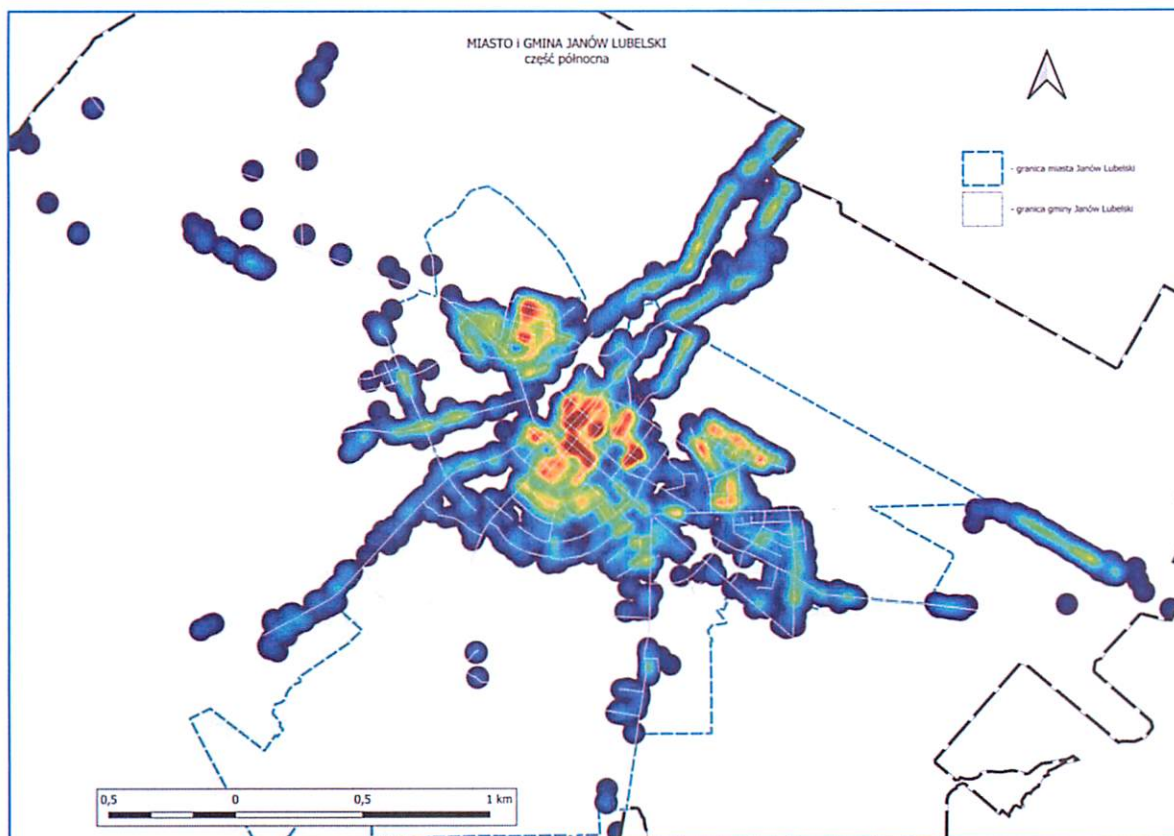 MIASTO i GMINA JANÓW LUBELSKI
część północna
- granica miasta Janów Lubelski
- granica gminy Janów Lubelski
0,5 0 0,5 1 km